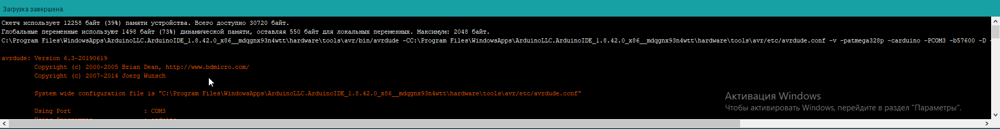 Загрузка завершена.
Скетч использует 12258 байт (39%) памяти устройства. Всего доступно 30720 байт.
Глобальные переменные используют 1498 байт (73%) динамической памяти, оставляя 550 байт для локальных переменных. Максимум: 2048 байт.
C:\Program Files\WindowsApps\ArduinoLLC.ArduinoIDE_1.8.42.0_x86__mdqgnx93n4wtt\hardware\tools\avr/bin/avrdude -CC:\Program Files\WindowsApps\ArduinoLLC.ArduinoIDE_1.8.42.0_x86__mdqgnx93n4wtt\hardware\tools\avr/etc/avrdude.conf -v -patmega328p -carduino -PCOM3 -b57600 -D
avrdude: Version 6.3-20190619
Copyright (c) 2000-2005 Brian Dean, http://www.bdmicro.com/
Copyright (c) 2007-2014 Joerg Wunsch
System wide configuration file is "C:\Program Files\WindowsApps\ArduinoLLC.ArduinoIDE_1.8.42.0_x86__mdqgnx93n4wtt\hardware\tools\avr/etc/avrdude.conf"
Активация Windows
Чтобы активировать Windows, перейдите в раздел "Параметры".
Using Port : COM3